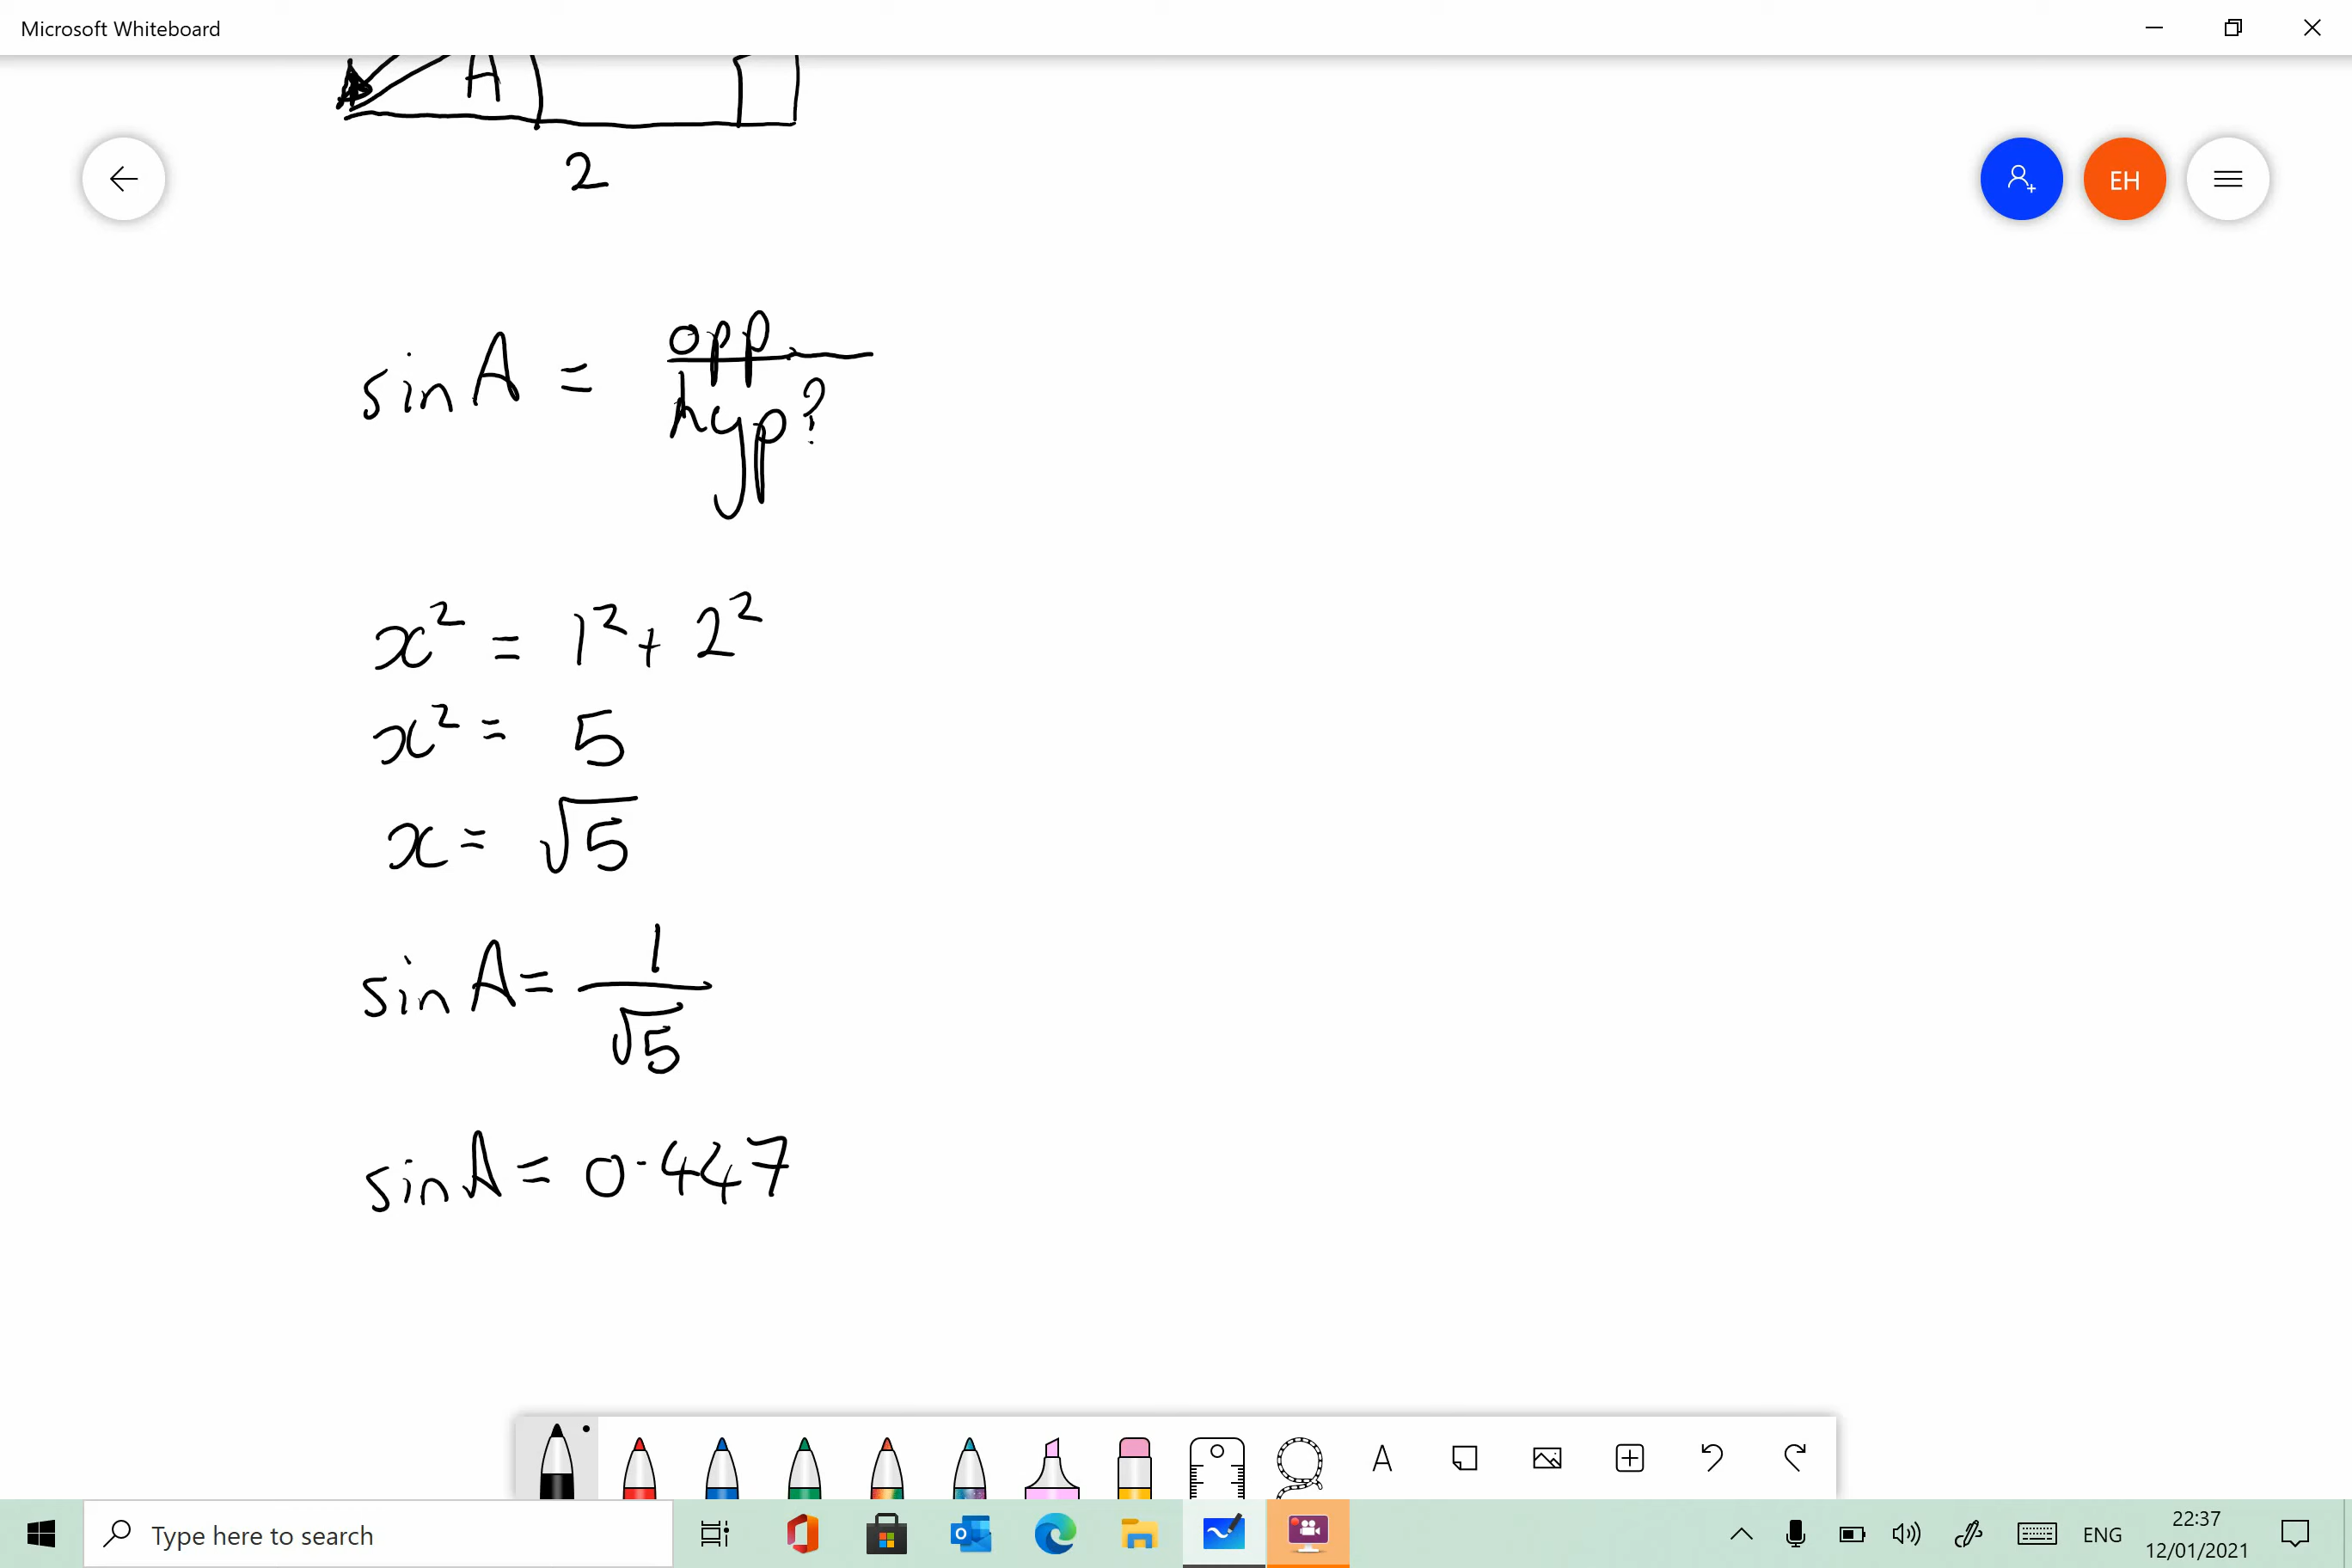 Microsoft Whiteboard
A
2
EH
sin A = opp / hyp?
x² = 1² + 2²
x² = 5
x = √5
sin A = 1 / √5
sin A = 0·447
A
Type here to search
ENG
22:37
12/01/2021